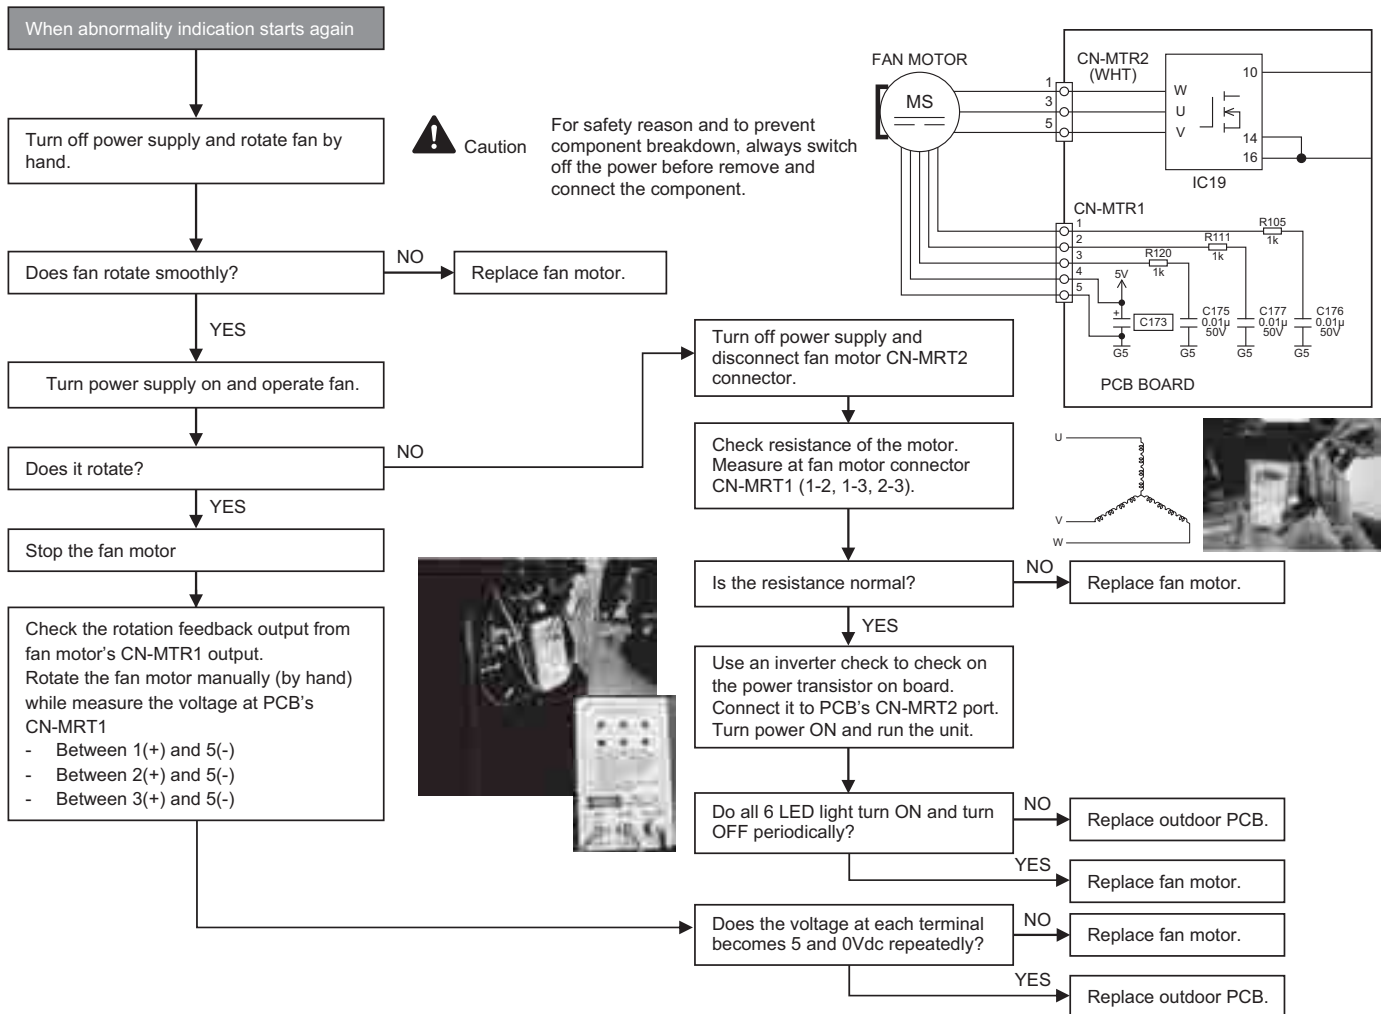 When abnormality indication starts again
Turn off power supply and rotate fan by
hand.
Caution
For safety reason and to prevent
component breakdown, always switch
off the power before remove and
connect the component.
Does fan rotate smoothly?
NO
Replace fan motor.
YES
Turn power supply on and operate fan.
Does it rotate?
NO
YES
Stop the fan motor
Check the rotation feedback output from
fan motor's CN-MTR1 output.
Rotate the fan motor manually (by hand)
while measure the voltage at PCB's
CN-MRT1
- Between 1(+) and 5(-)
- Between 2(+) and 5(-)
- Between 3(+) and 5(-)
Turn off power supply and
disconnect fan motor CN-MRT2
connector.
Check resistance of the motor.
Measure at fan motor connector
CN-MRT1 (1-2, 1-3, 2-3).
Is the resistance normal?
NO
Replace fan motor.
YES
Use an inverter check to check on
the power transistor on board.
Connect it to PCB's CN-MRT2 port.
Turn power ON and run the unit.
Do all 6 LED light turn ON and turn
OFF periodically?
NO
Replace outdoor PCB.
YES
Replace fan motor.
Does the voltage at each terminal
becomes 5 and 0Vdc repeatedly?
NO
Replace fan motor.
YES
Replace outdoor PCB.
FAN MOTOR
MS
CN-MTR2
(WHT)
1
3
5
W
U
V
10
14
16
IC19
CN-MTR1
1
2
3
4
5
R105
1k
R111
1k
R120
1k
5V
+
C173
C175
0.01μ
50V
C177
0.01μ
50V
C176
0.01μ
50V
G5
G5
G5
G5
PCB BOARD
U
V
W